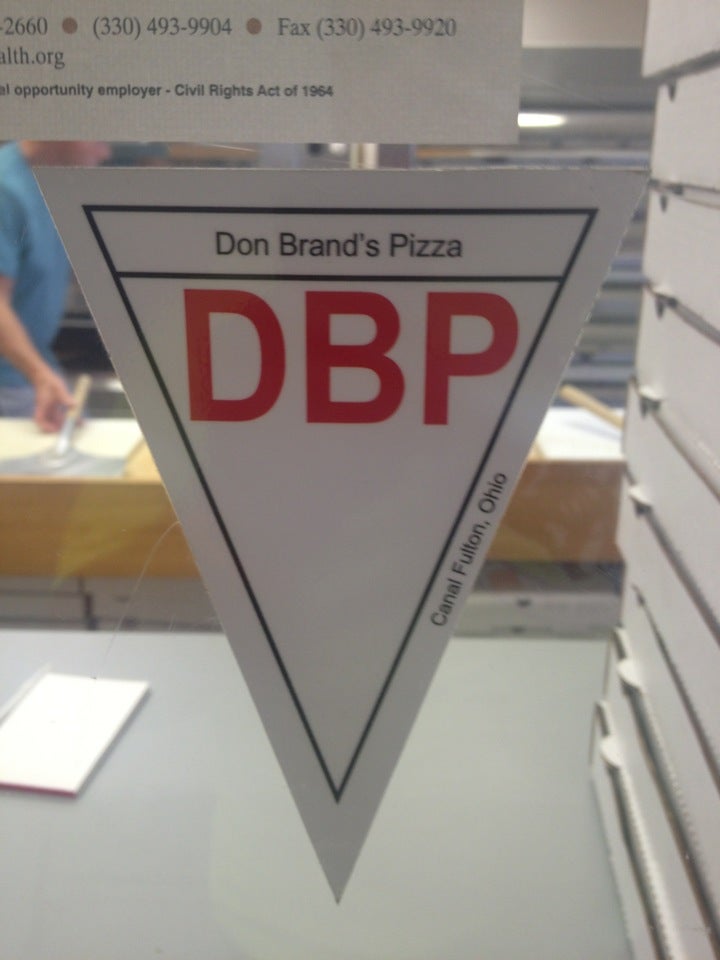 -2660 ● (330) 493-9904 ● Fax (330) 493-9920
alth.org
al opportunity employer - Civil Rights Act of 1964
Don Brand's Pizza
DBP
Canal Fulton, Ohio